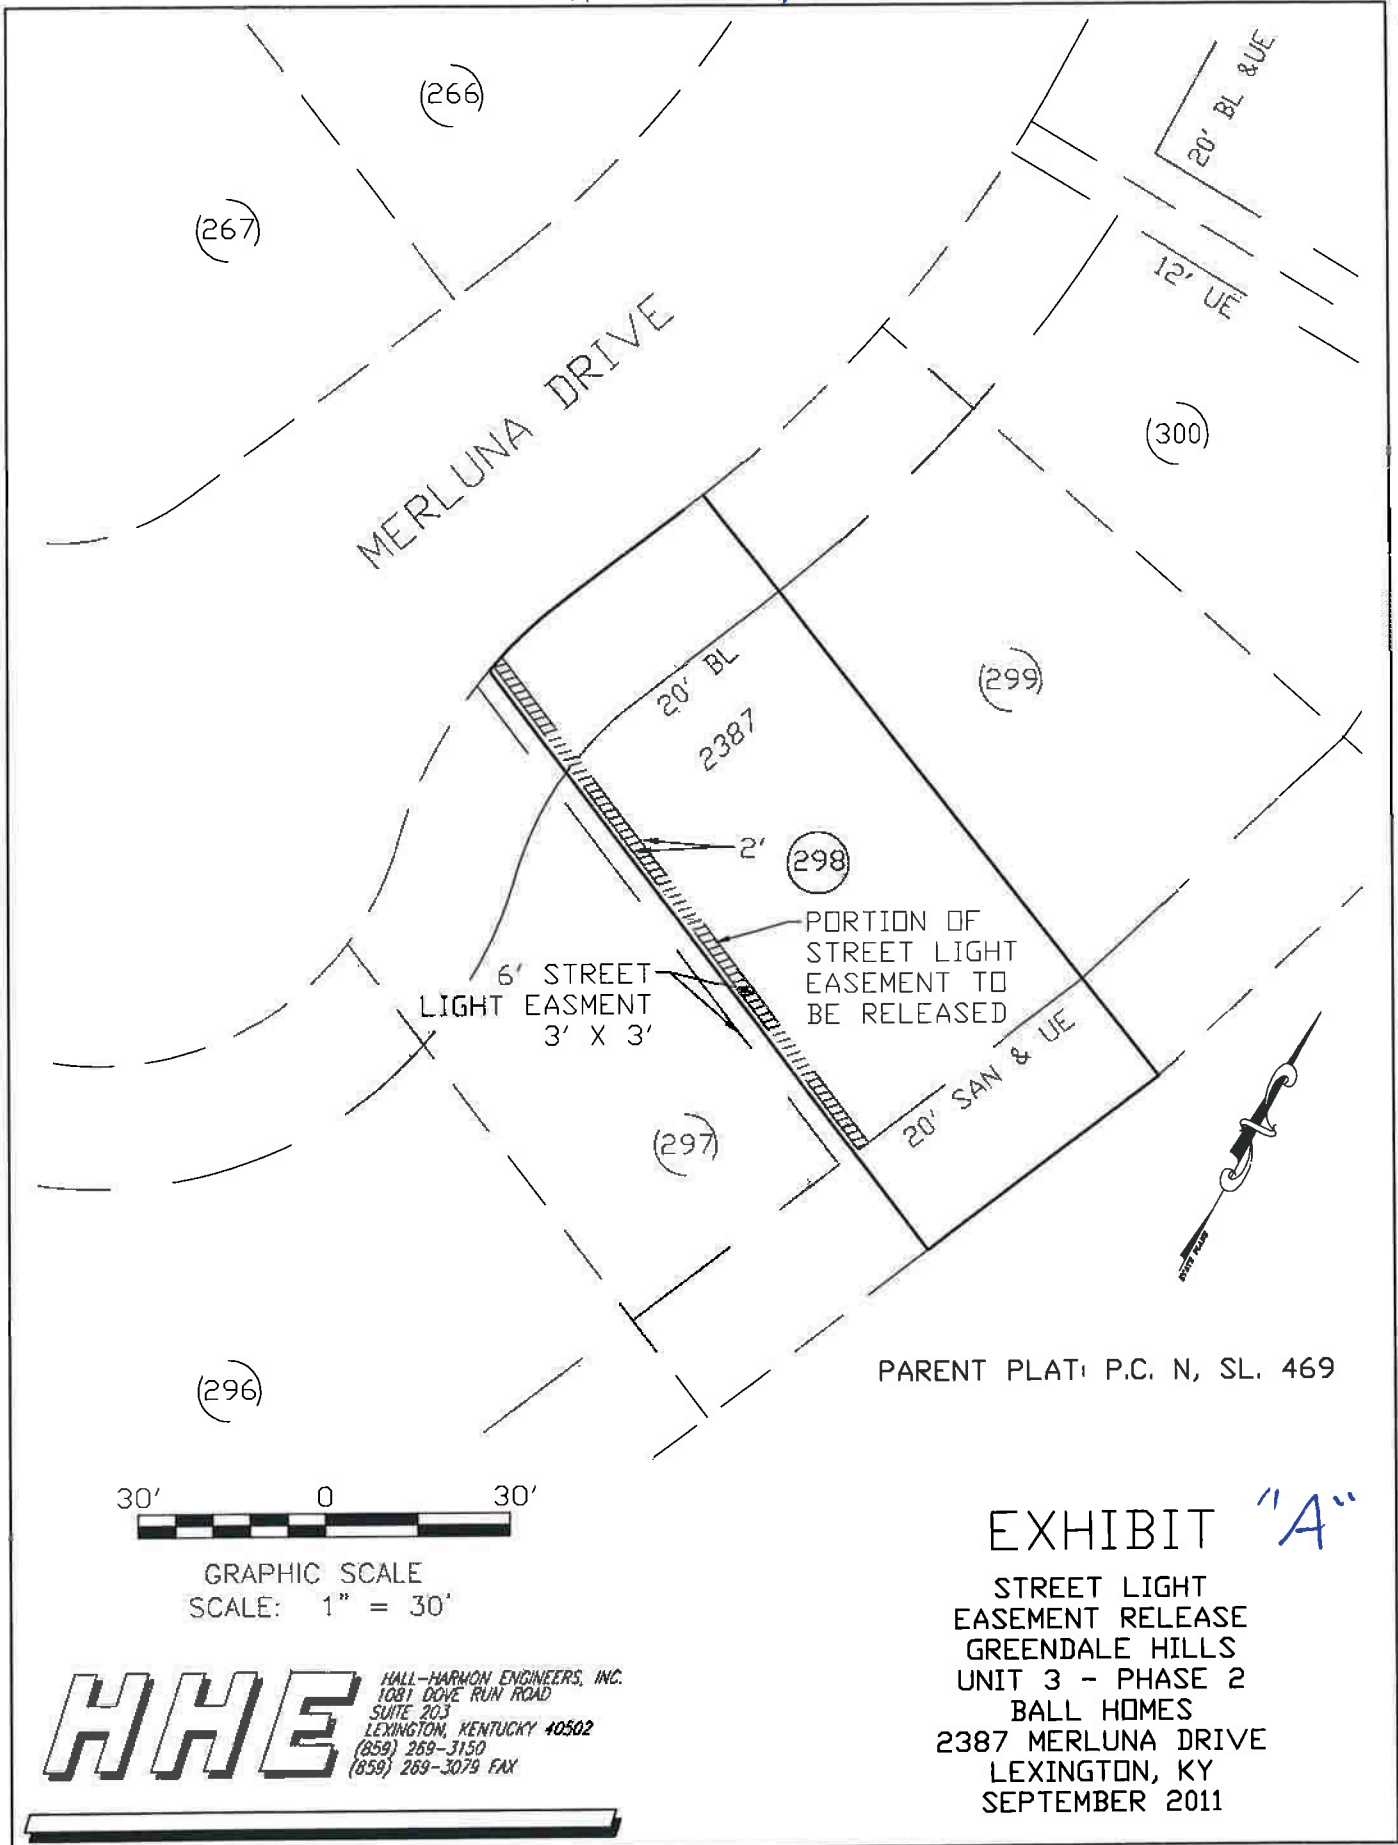 (266)
20' BL & UE
(267)
12' UE
MERLUNA DRIVE
(300)
20' BL
(299)
2387
2'
298
PORTION OF
STREET LIGHT
EASEMENT TO
BE RELEASED
6' STREET
LIGHT EASMENT
3' X 3'
20' SAN & UE
(297)
STATE PLANE
PARENT PLAT: P.C. N, SL. 469
(296)
30' 0 30'
GRAPHIC SCALE
SCALE: 1" = 30'
EXHIBIT "A"
STREET LIGHT
EASEMENT RELEASE
GREENDALE HILLS
UNIT 3 - PHASE 2
BALL HOMES
2387 MERLUNA DRIVE
LEXINGTON, KY
SEPTEMBER 2011
HHE
HALL-HARMON ENGINEERS, INC.
1081 DOVE RUN ROAD
SUITE 203
LEXINGTON, KENTUCKY 40502
(859) 269-3150
(859) 269-3079 FAX